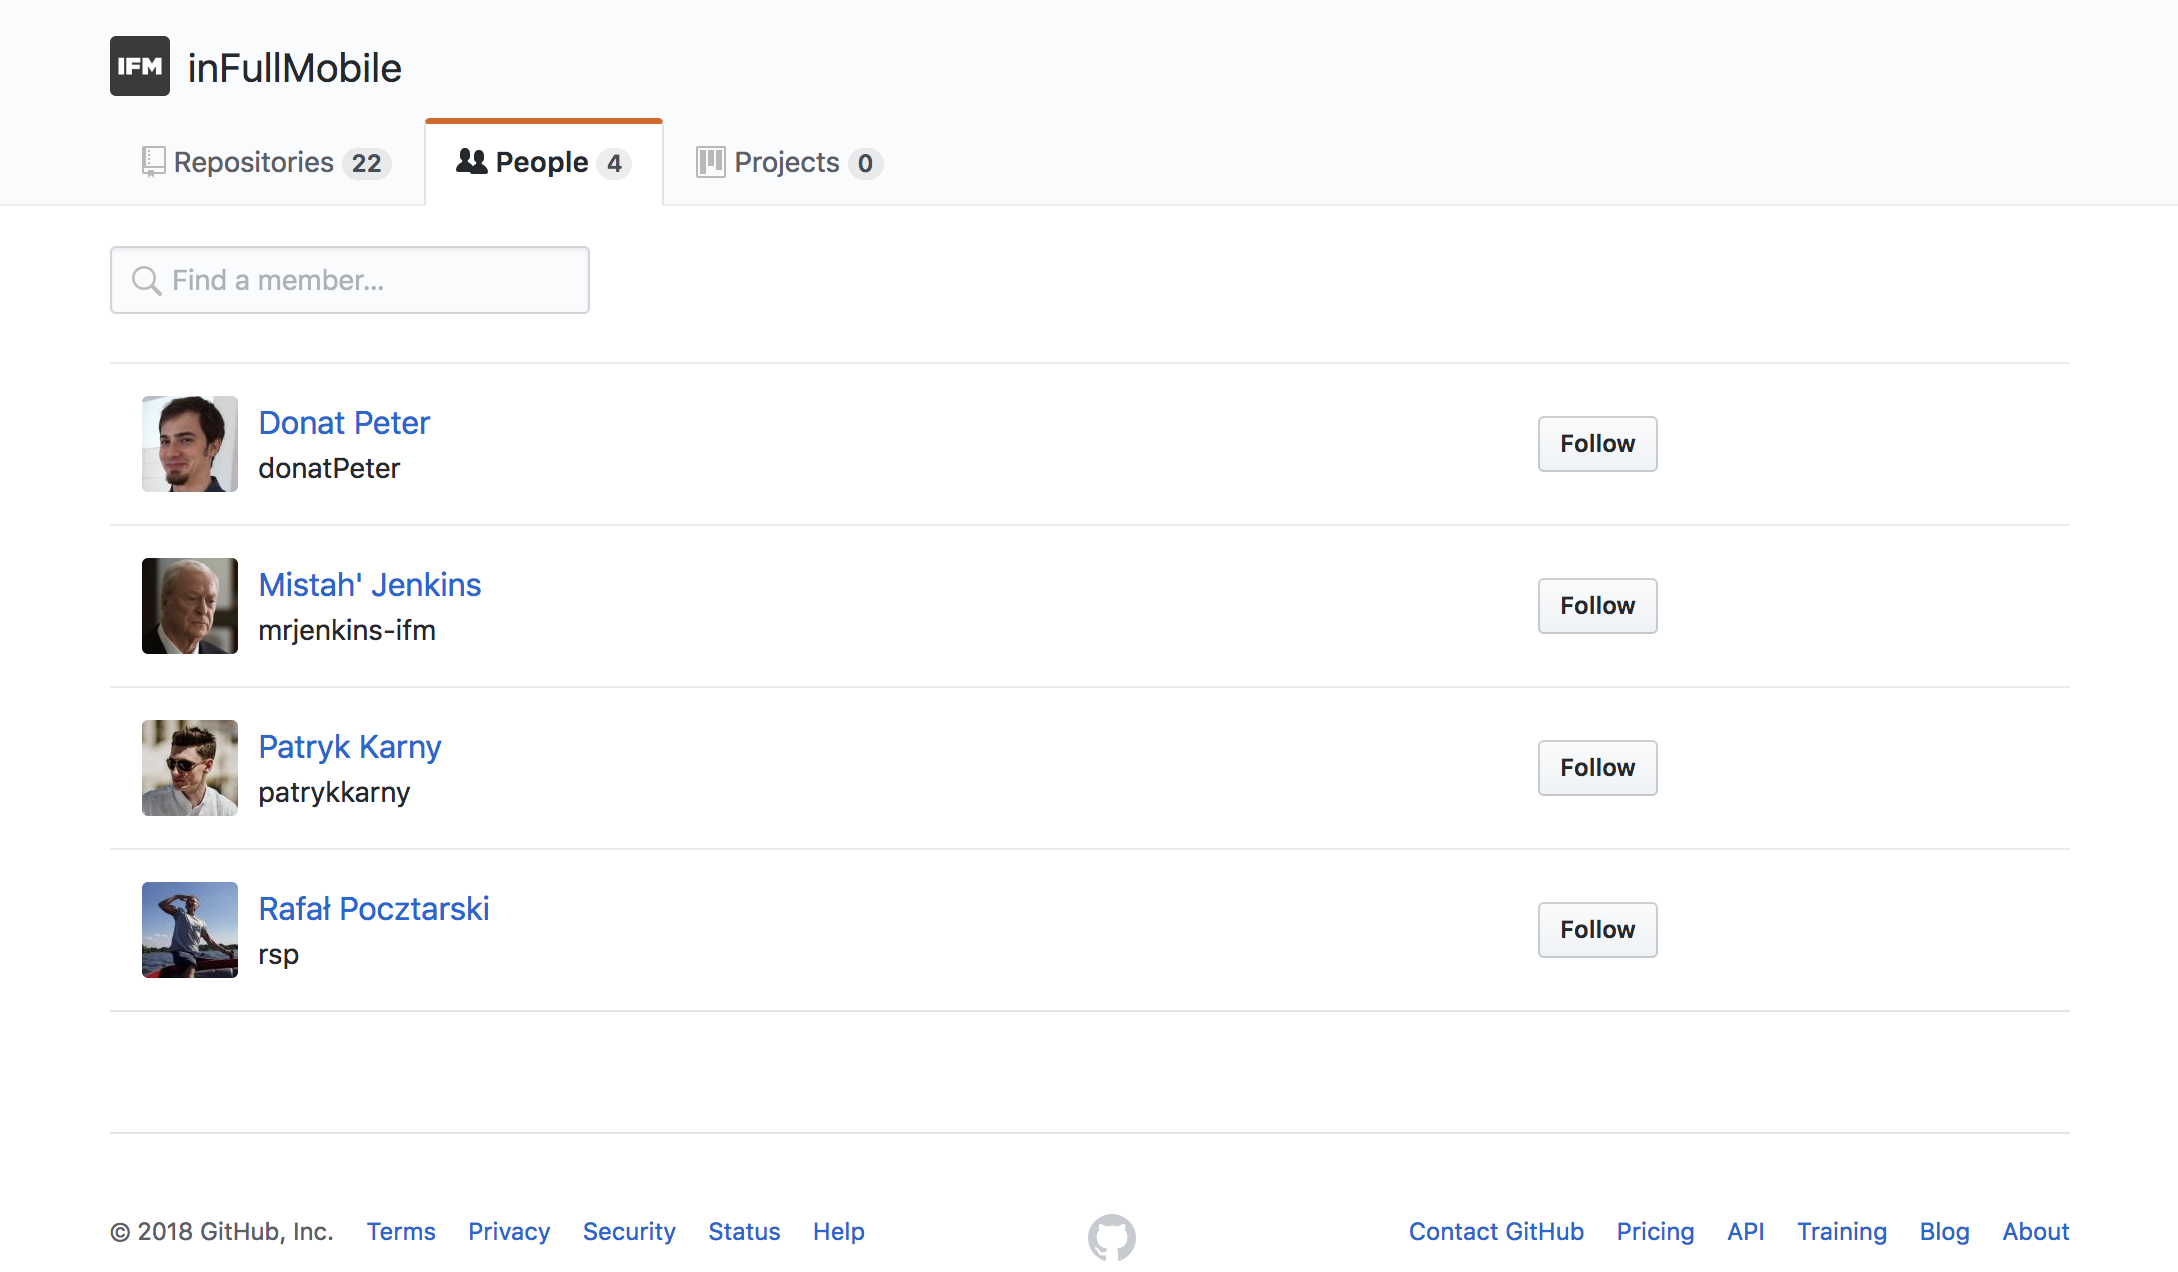 IFM inFullMobile
Repositories 22 People 4 Projects 0
Find a member...
Donat Peter
donatPeter
Follow
Mistah' Jenkins
mrjenkins-ifm
Follow
Patryk Karny
patrykkarny
Follow
Rafał Pocztarski
rsp
Follow
© 2018 GitHub, Inc. Terms Privacy Security Status Help Contact GitHub Pricing API Training Blog About